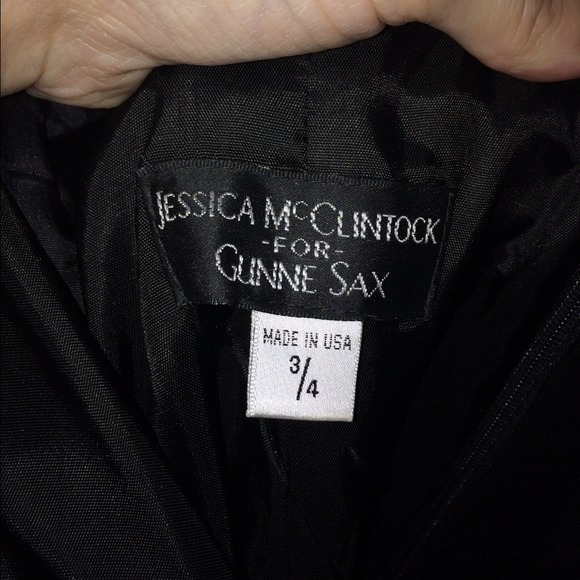 JESSICA McCLINTOCK
-FOR-
GUNNE SAX
MADE IN USA
3/4